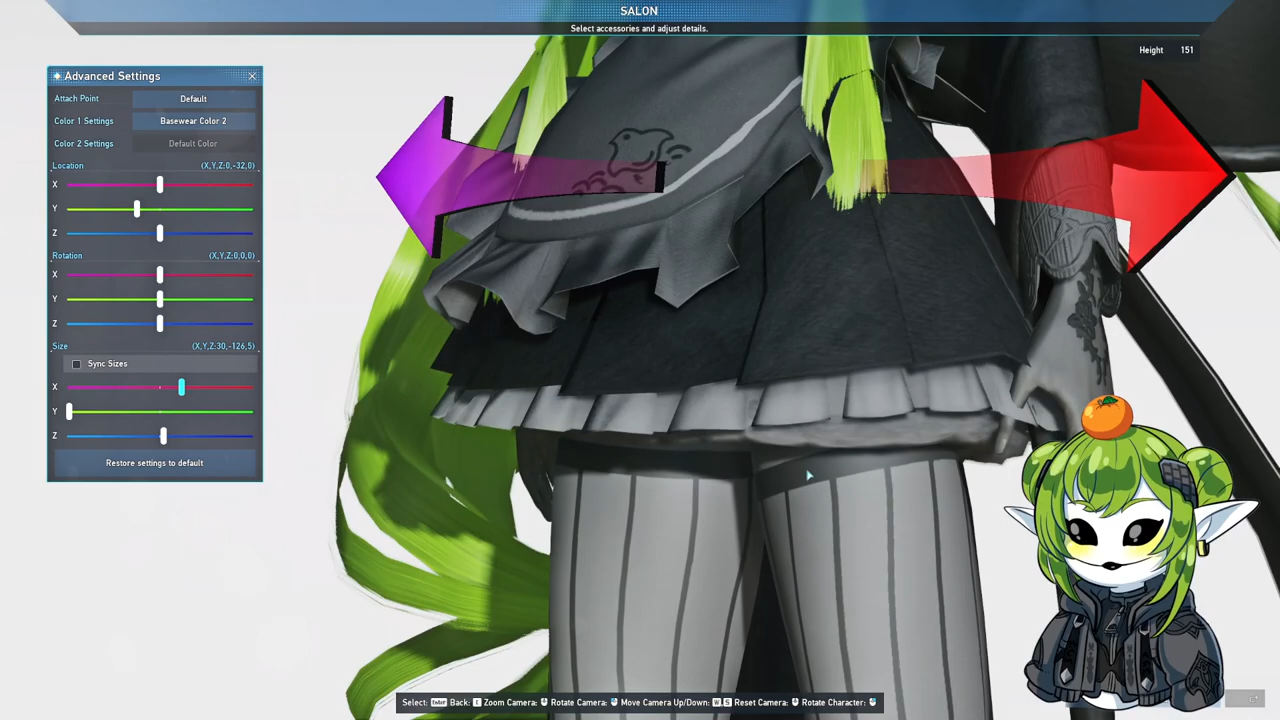 SALON
Select accessories and adjust details.
Height 151
Advanced Settings
Attach Point Default
Color 1 Settings Basewear Color 2
Color 2 Settings Default Color
Location (X,Y,Z:0,-32,0)
X
Y
Z
Rotation (X,Y,Z:0,0,0)
X
Y
Z
Size (X,Y,Z:30,-126,5)
Sync Sizes
X
Y
Z
Restore settings to default
Select: Enter Back: E Zoom Camera: Rotate Camera: Move Camera Up/Down: W,S Reset Camera: Rotate Character: